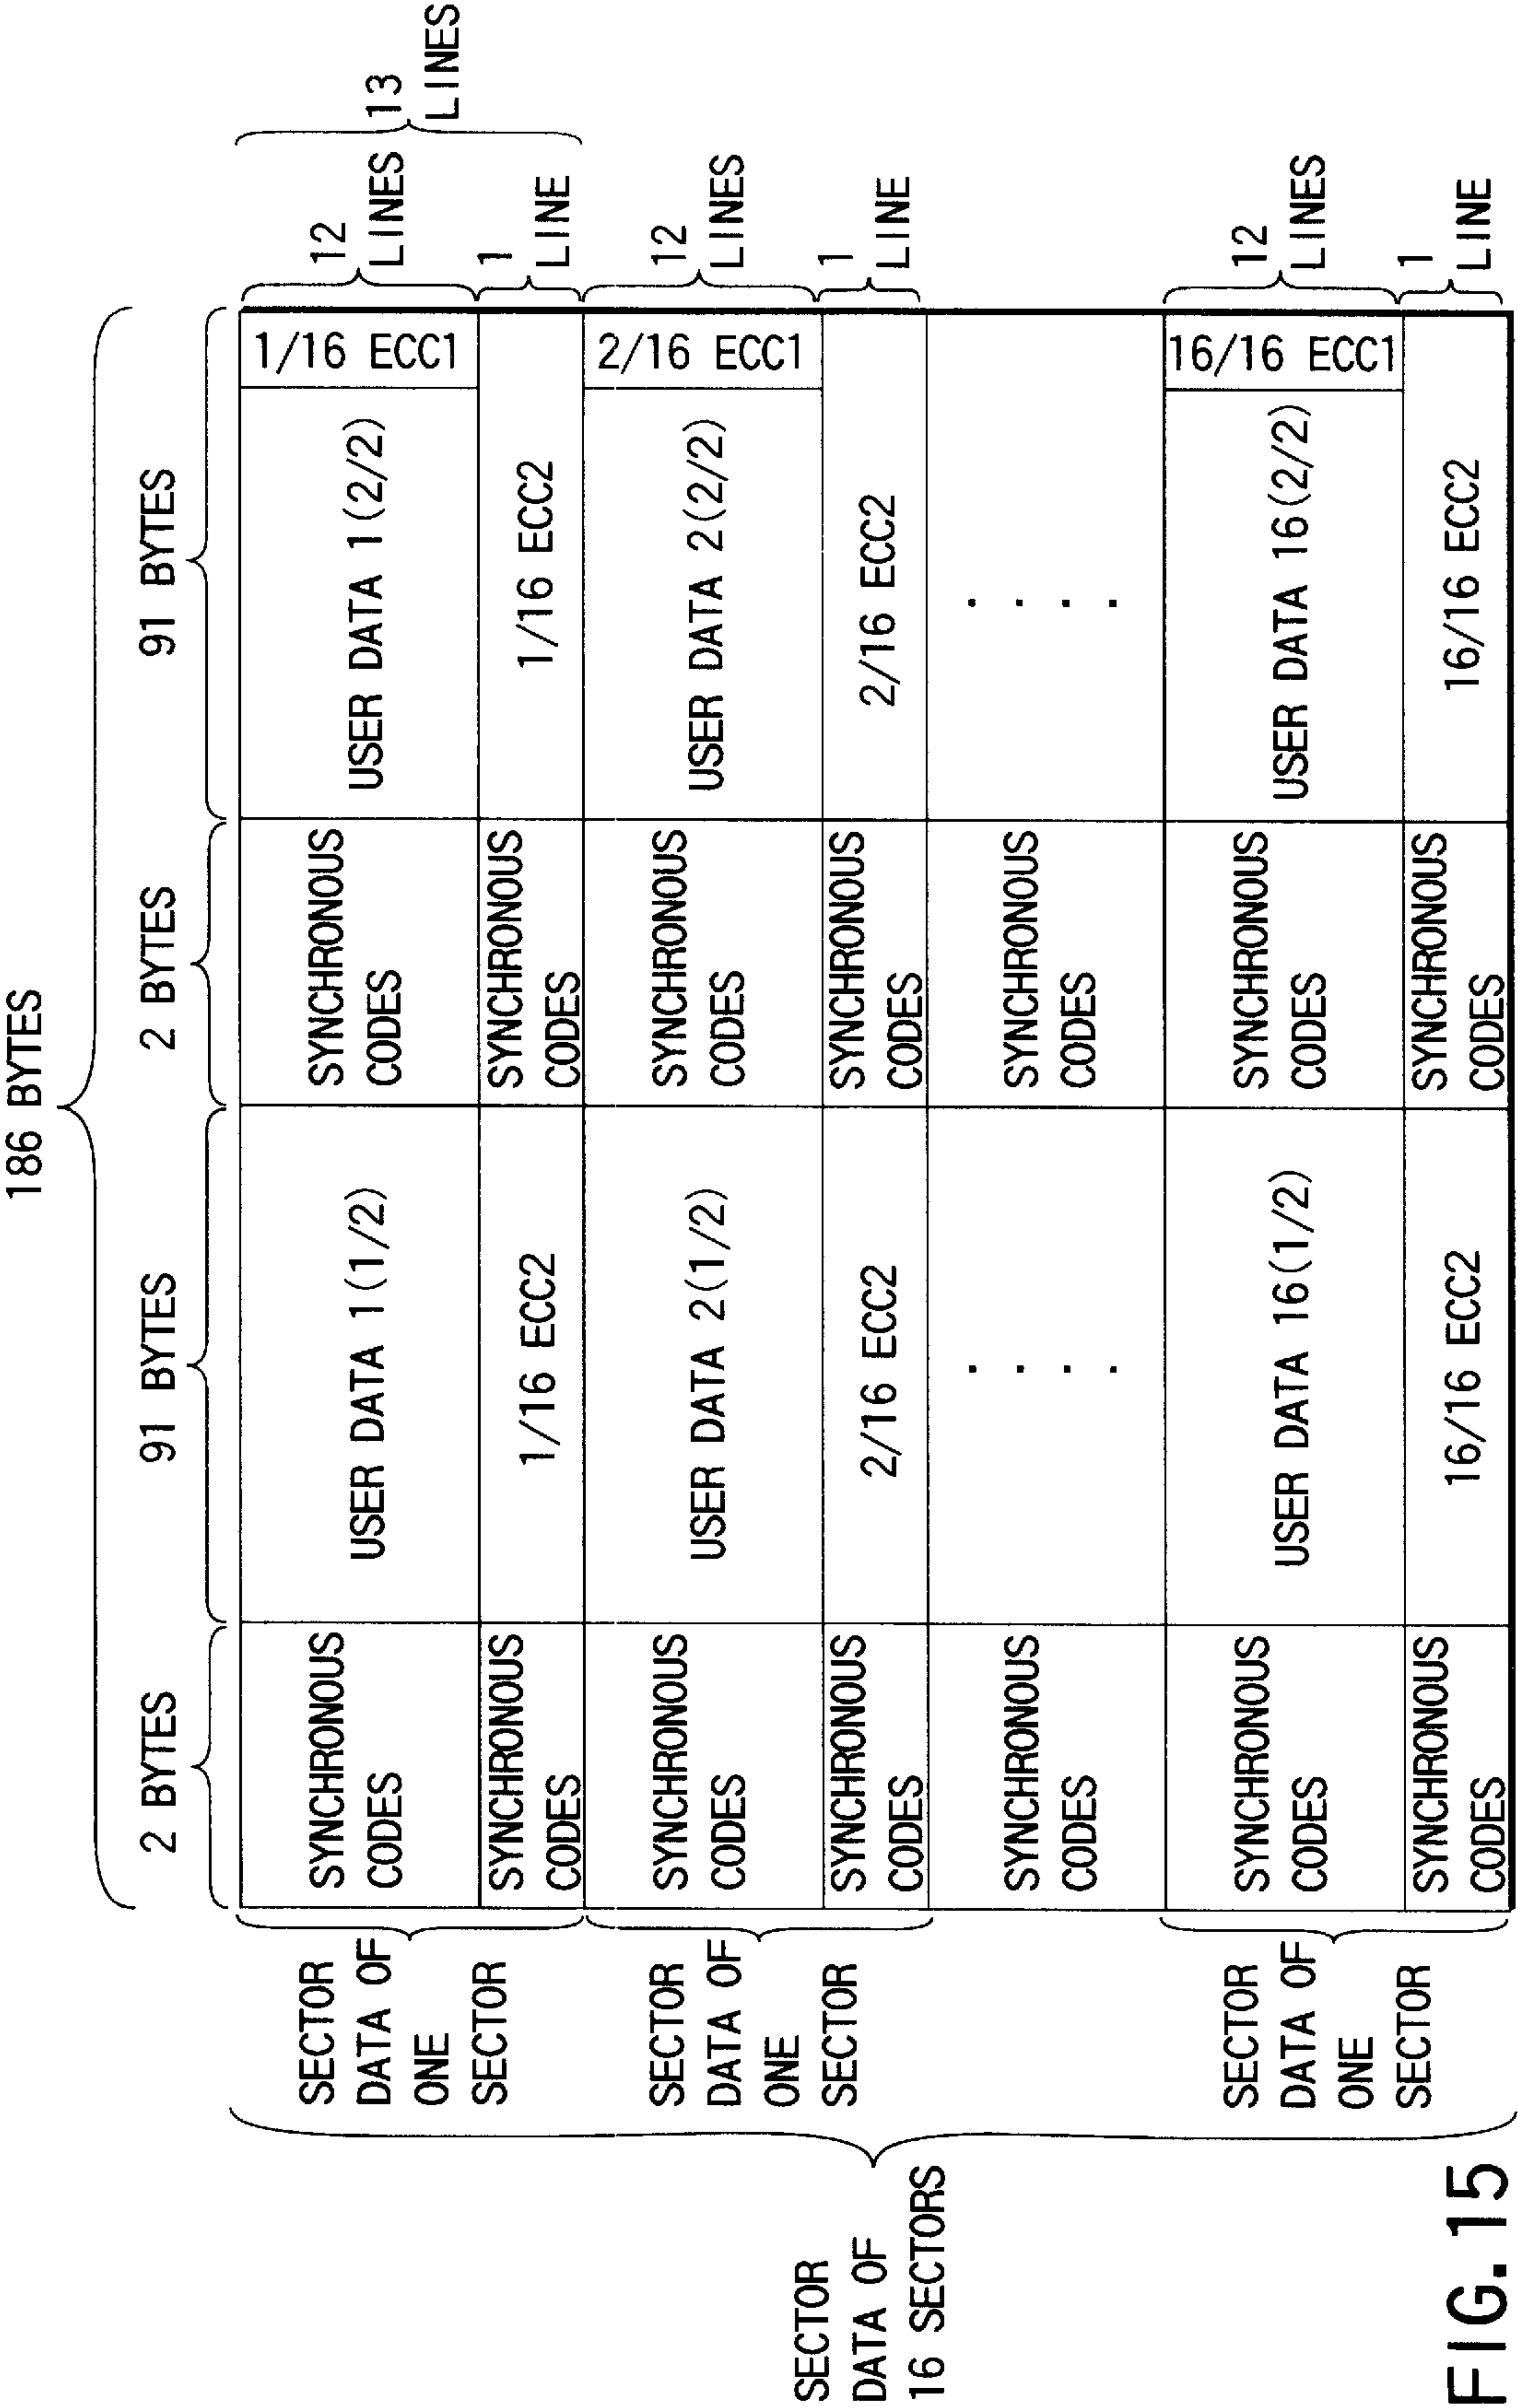 186 BYTES
2 BYTES
91 BYTES
2 BYTES
91 BYTES
SECTOR
DATA OF
ONE
SECTOR
SYNCHRONOUS
CODES
USER DATA 1(1/2)
SYNCHRONOUS
CODES
USER DATA 1(2/2)
1/16 ECC1
12
LINES
13
LINES
SYNCHRONOUS
CODES
1/16 ECC2
SYNCHRONOUS
CODES
1/16 ECC2
1
LINE
SECTOR
DATA OF
ONE
SECTOR
SYNCHRONOUS
CODES
USER DATA 2(1/2)
SYNCHRONOUS
CODES
USER DATA 2(2/2)
2/16 ECC1
12
LINES
SYNCHRONOUS
CODES
2/16 ECC2
SYNCHRONOUS
CODES
2/16 ECC2
1
LINE
SECTOR
DATA OF
16 SECTORS
SYNCHRONOUS
CODES
. . . .
SYNCHRONOUS
CODES
. . . .
SECTOR
DATA OF
ONE
SECTOR
SYNCHRONOUS
CODES
USER DATA 16(1/2)
SYNCHRONOUS
CODES
USER DATA 16(2/2)
16/16 ECC1
12
LINES
SYNCHRONOUS
CODES
16/16 ECC2
SYNCHRONOUS
CODES
16/16 ECC2
1
LINE
FIG. 15